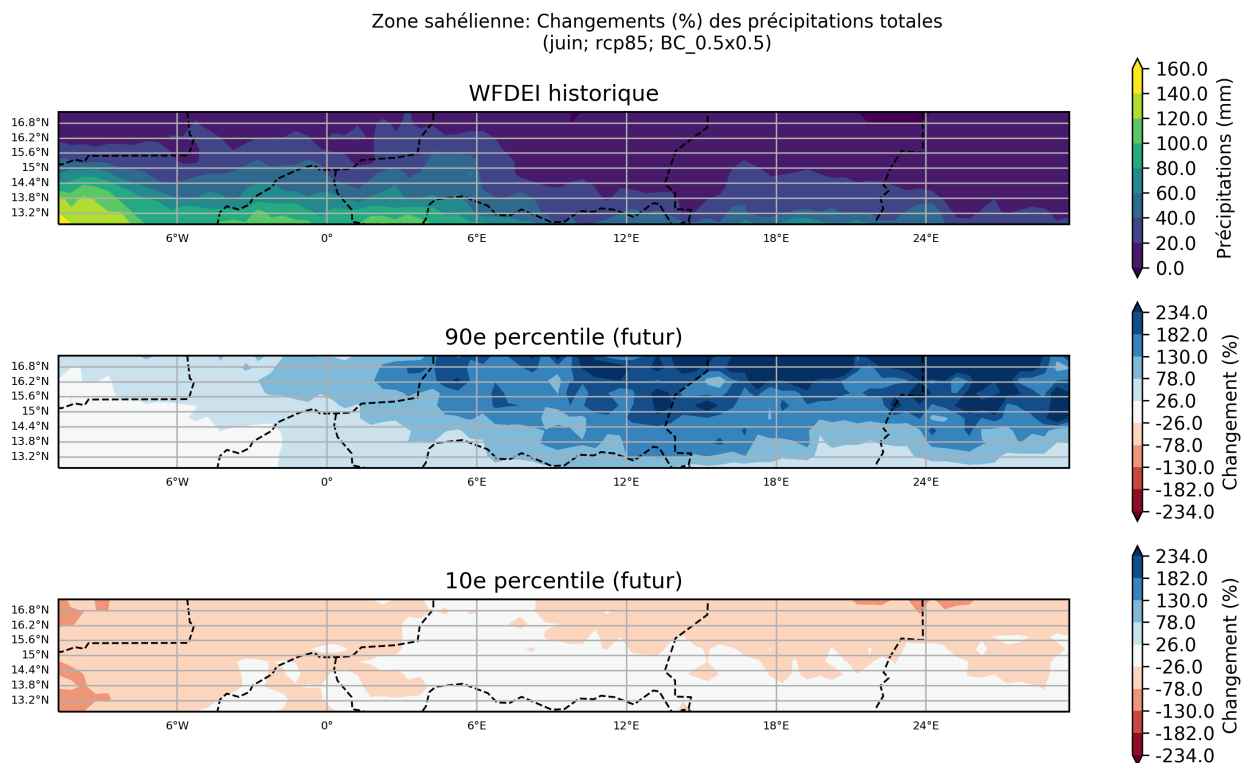 Zone sahélienne: Changements (%) des précipitations totales
(juin; rcp85; BC_0.5x0.5)
WFDEI historique
16.8°N
16.2°N
15.6°N
15°N
14.4°N
13.8°N
13.2°N
6°W 0° 6°E 12°E 18°E 24°E
160.0
140.0
120.0
100.0
80.0
60.0
40.0
20.0
0.0
Précipitations (mm)
90e percentile (futur)
16.8°N
16.2°N
15.6°N
15°N
14.4°N
13.8°N
13.2°N
6°W 0° 6°E 12°E 18°E 24°E
234.0
182.0
130.0
78.0
26.0
-26.0
-78.0
-130.0
-182.0
-234.0
Changement (%)
10e percentile (futur)
16.8°N
16.2°N
15.6°N
15°N
14.4°N
13.8°N
13.2°N
6°W 0° 6°E 12°E 18°E 24°E
234.0
182.0
130.0
78.0
26.0
-26.0
-78.0
-130.0
-182.0
-234.0
Changement (%)